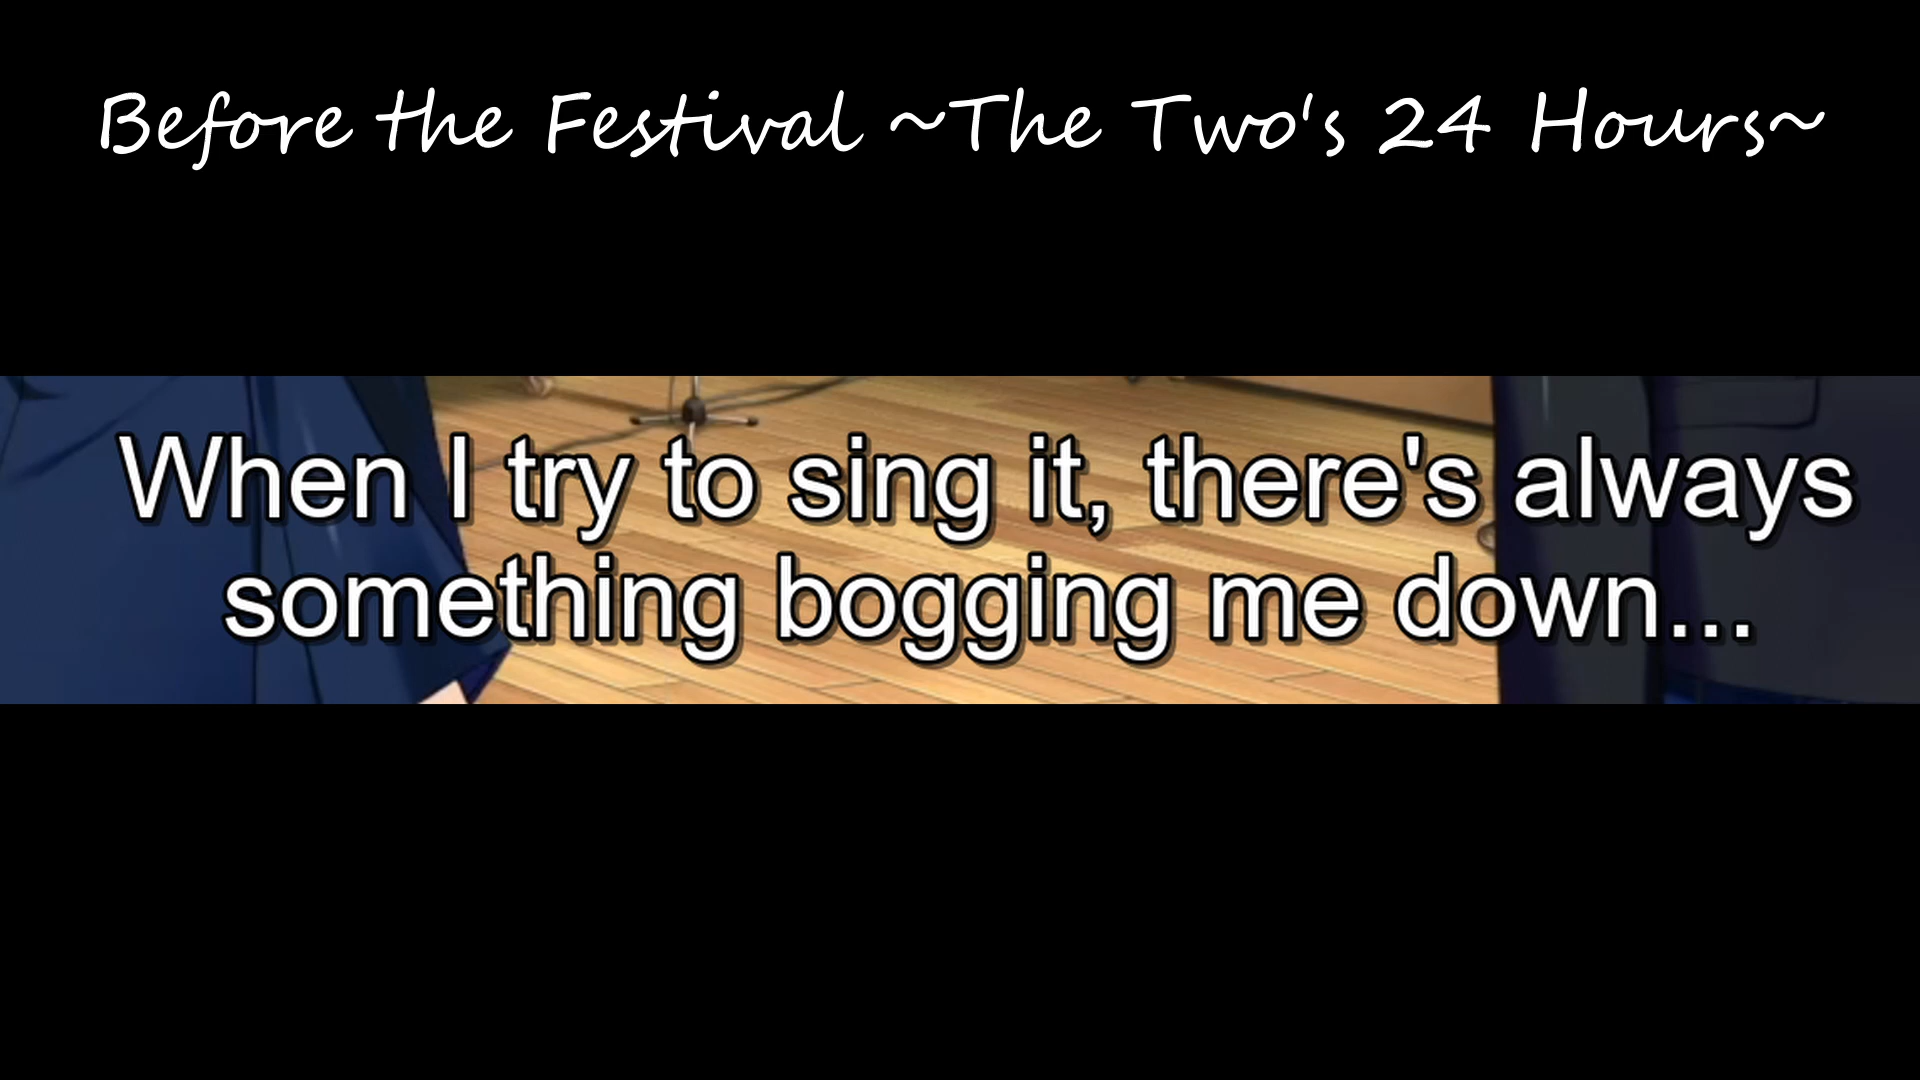 Before the Festival ~The Two's 24 Hours~
When I try to sing it, there's always
something bogging me down...